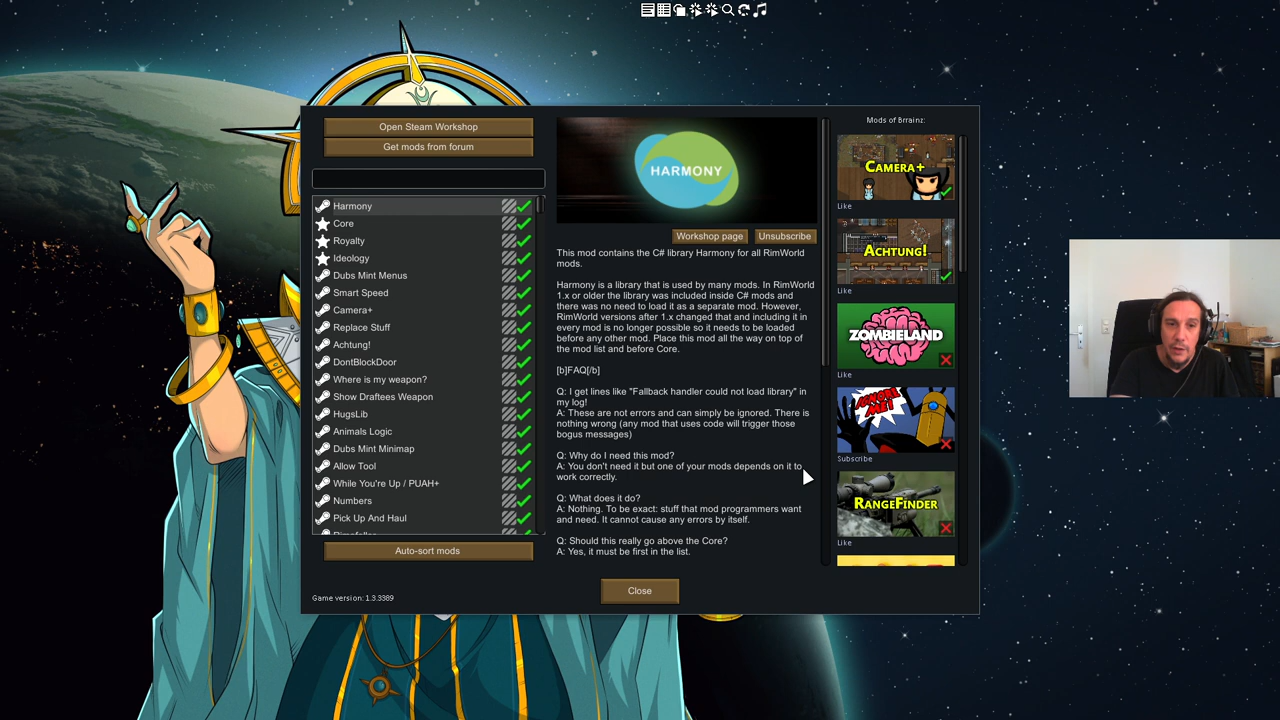 Open Steam Workshop
Get mods from forum
Harmony
Core
Royalty
Ideology
Dubs Mint Menus
Smart Speed
Camera+
Replace Stuff
Achtung!
DontBlockDoor
Where is my weapon?
Show Draftees Weapon
HugsLib
Animals Logic
Dubs Mint Minimap
Allow Tool
While You're Up / PUAH+
Numbers
Pick Up And Haul
Auto-sort mods
Game version: 1.3.3389
HARMONY
Workshop page
Unsubscribe
This mod contains the C# library Harmony for all RimWorld
mods.
Harmony is a library that is used by many mods. In RimWorld
1.x or older the library was included inside C# mods and
there was no need to load it as a separate mod. However,
RimWorld versions after 1.x changed that and including it in
every mod is no longer possible so it needs to be loaded
before any other mod. Place this mod all the way on top of
the mod list and before Core.
[b]FAQ[/b]
Q: I get lines like "Fallback handler could not load library" in
my log!
A: These are not errors and can simply be ignored. There is
nothing wrong (any mod that uses code will trigger those
bogus messages)
Q: Why do I need this mod?
A: You don't need it but one of your mods depends on it to
work correctly.
Q: What does it do?
A: Nothing. To be exact: stuff that mod programmers want
and need. It cannot cause any errors by itself.
Q: Should this really go above the Core?
A: Yes, it must be first in the list.
Close
Mods of Brrainz:
CAMERA+
Like
ACHTUNG!
Like
ZOMBIELAND
Like
IGNORE
ME!
Subscribe
RANGEFINDER
Like